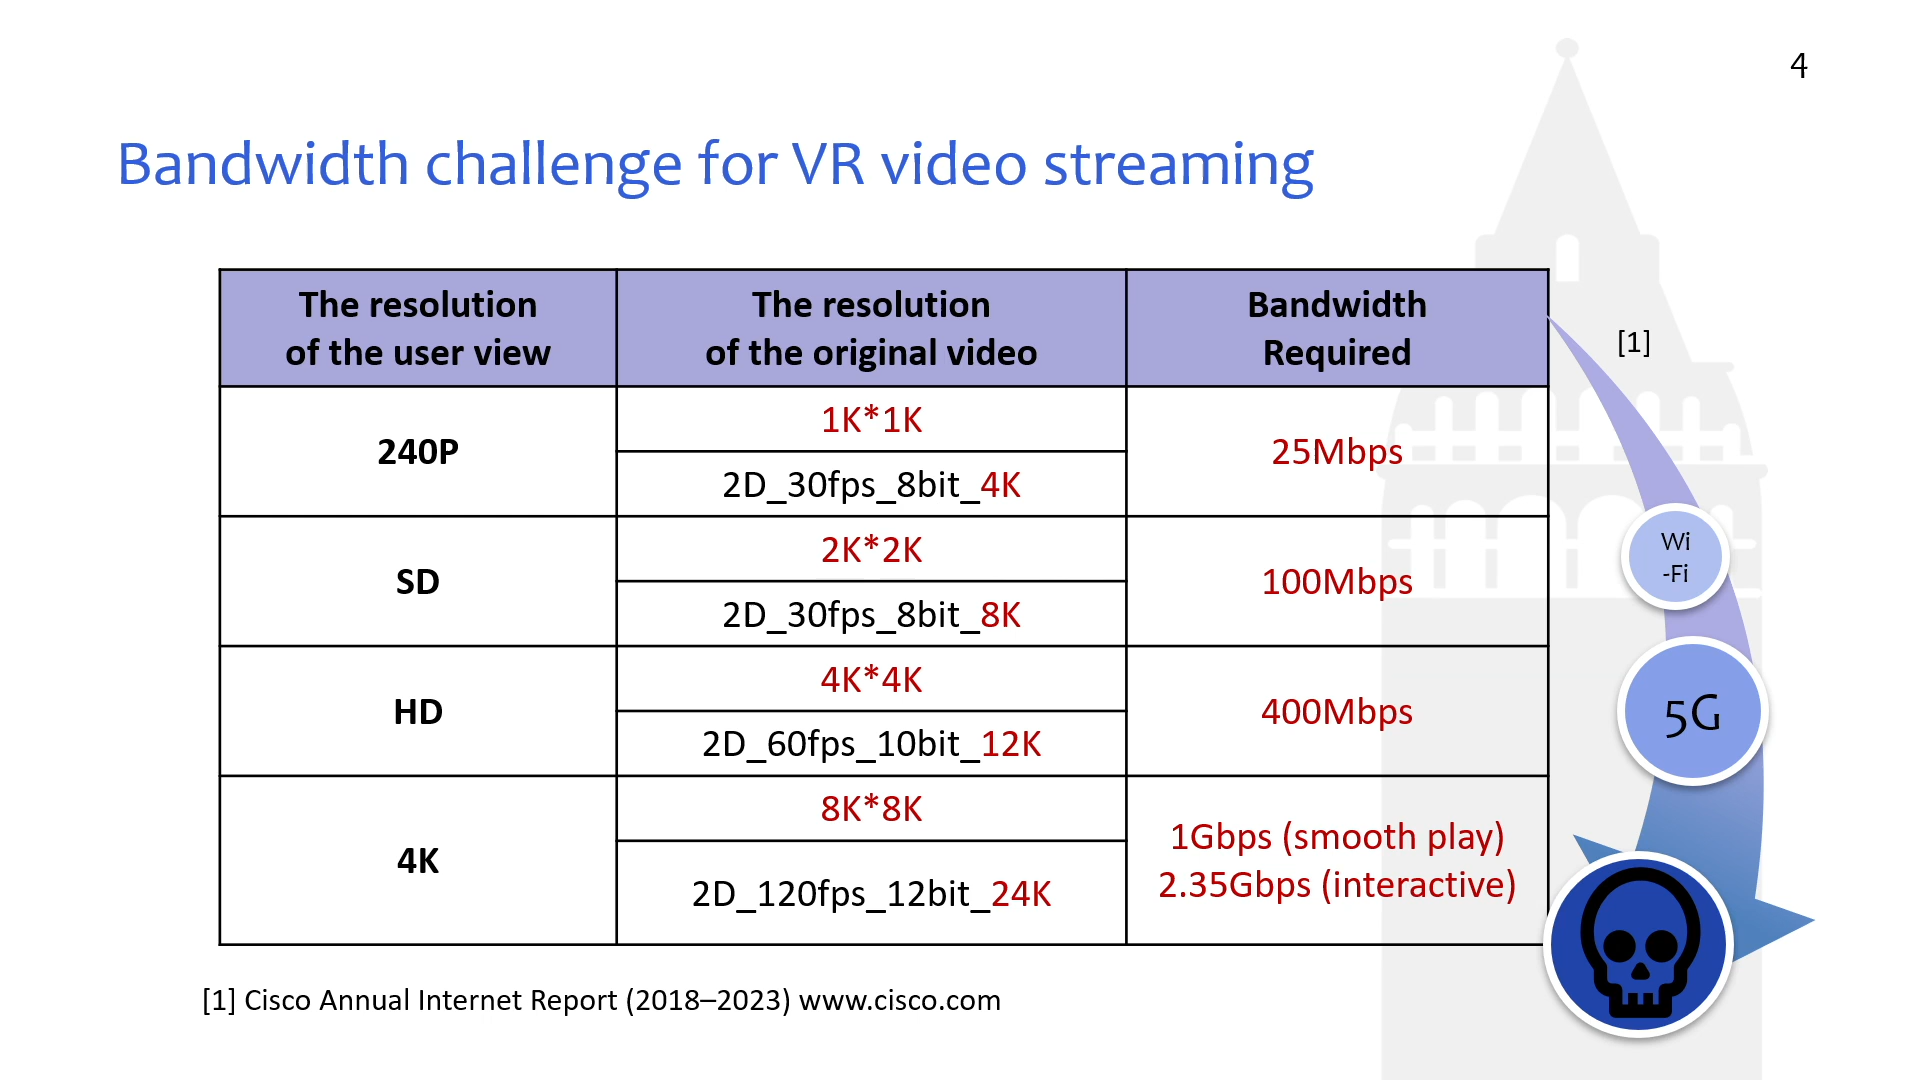 4
Bandwidth challenge for VR video streaming
The resolution
of the user view
The resolution
of the original video
Bandwidth
Required
[1]
240P
1K*1K
2D_30fps_8bit_4K
25Mbps
SD
2K*2K
2D_30fps_8bit_8K
100Mbps
Wi
-Fi
HD
4K*4K
2D_60fps_10bit_12K
400Mbps
5G
4K
8K*8K
2D_120fps_12bit_24K
1Gbps (smooth play)
2.35Gbps (interactive)
[1] Cisco Annual Internet Report (2018–2023) www.cisco.com